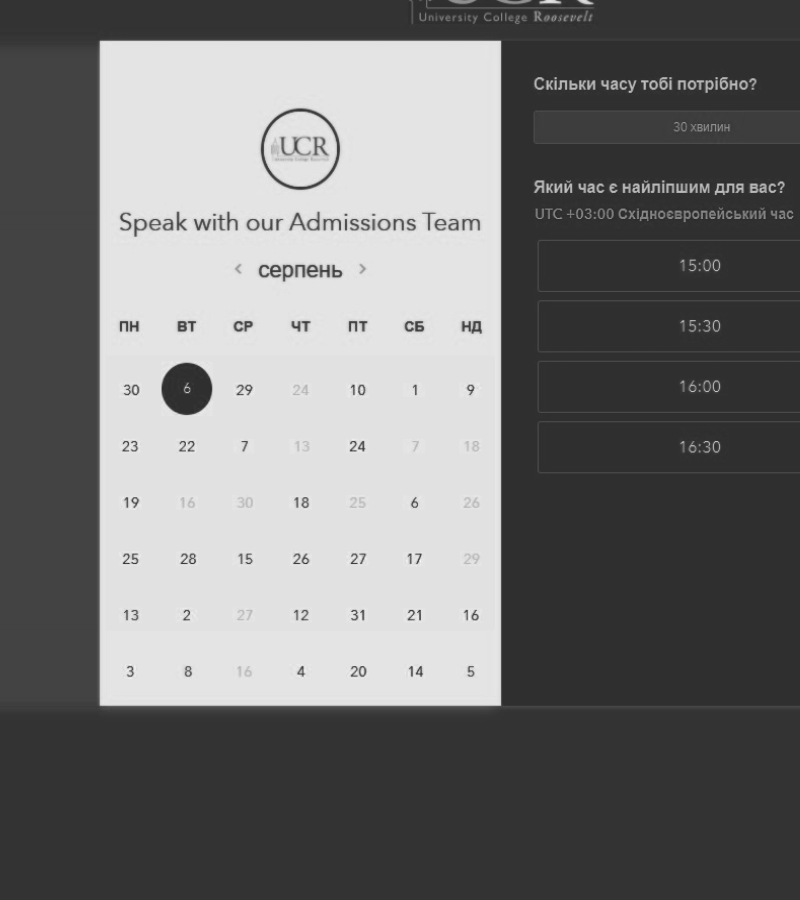 University College Roosevelt
UCR
Speak with our Admissions Team
‹ серпень ›
ПН ВТ СР ЧТ ПТ СБ НД
30 6 29 24 10 1 9
23 22 7 13 24 7 18
19 16 30 18 25 6 26
25 28 15 26 27 17 29
13 2 27 12 31 21 16
3 8 16 4 20 14 5
Скільки часу тобі потрібно?
30 хвилин
Який час є найліпшим для вас?
UTC +03:00 Східноєвропейський час
15:00
15:30
16:00
16:30